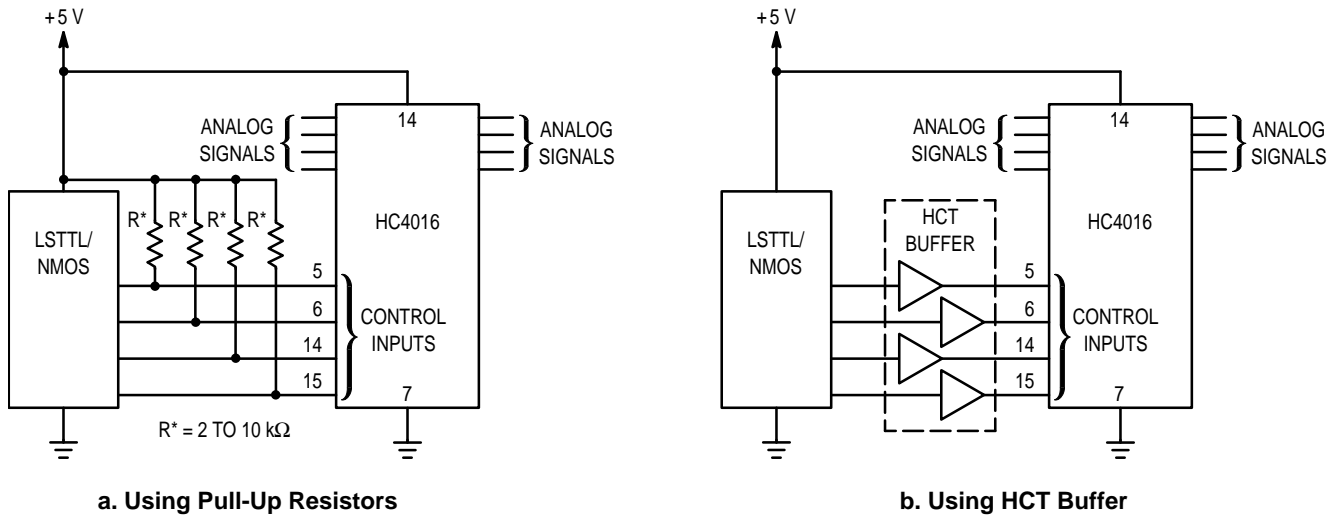 +5 V
14
ANALOG
SIGNALS
ANALOG
SIGNALS
R* R* R* R*
LSTTL/
NMOS
HC4016
5
6
14
15
CONTROL
INPUTS
7
R* = 2 TO 10 kΩ
a. Using Pull-Up Resistors
+5 V
14
ANALOG
SIGNALS
ANALOG
SIGNALS
LSTTL/
NMOS
HCT
BUFFER
HC4016
5
6
14
15
CONTROL
INPUTS
7
b. Using HCT Buffer